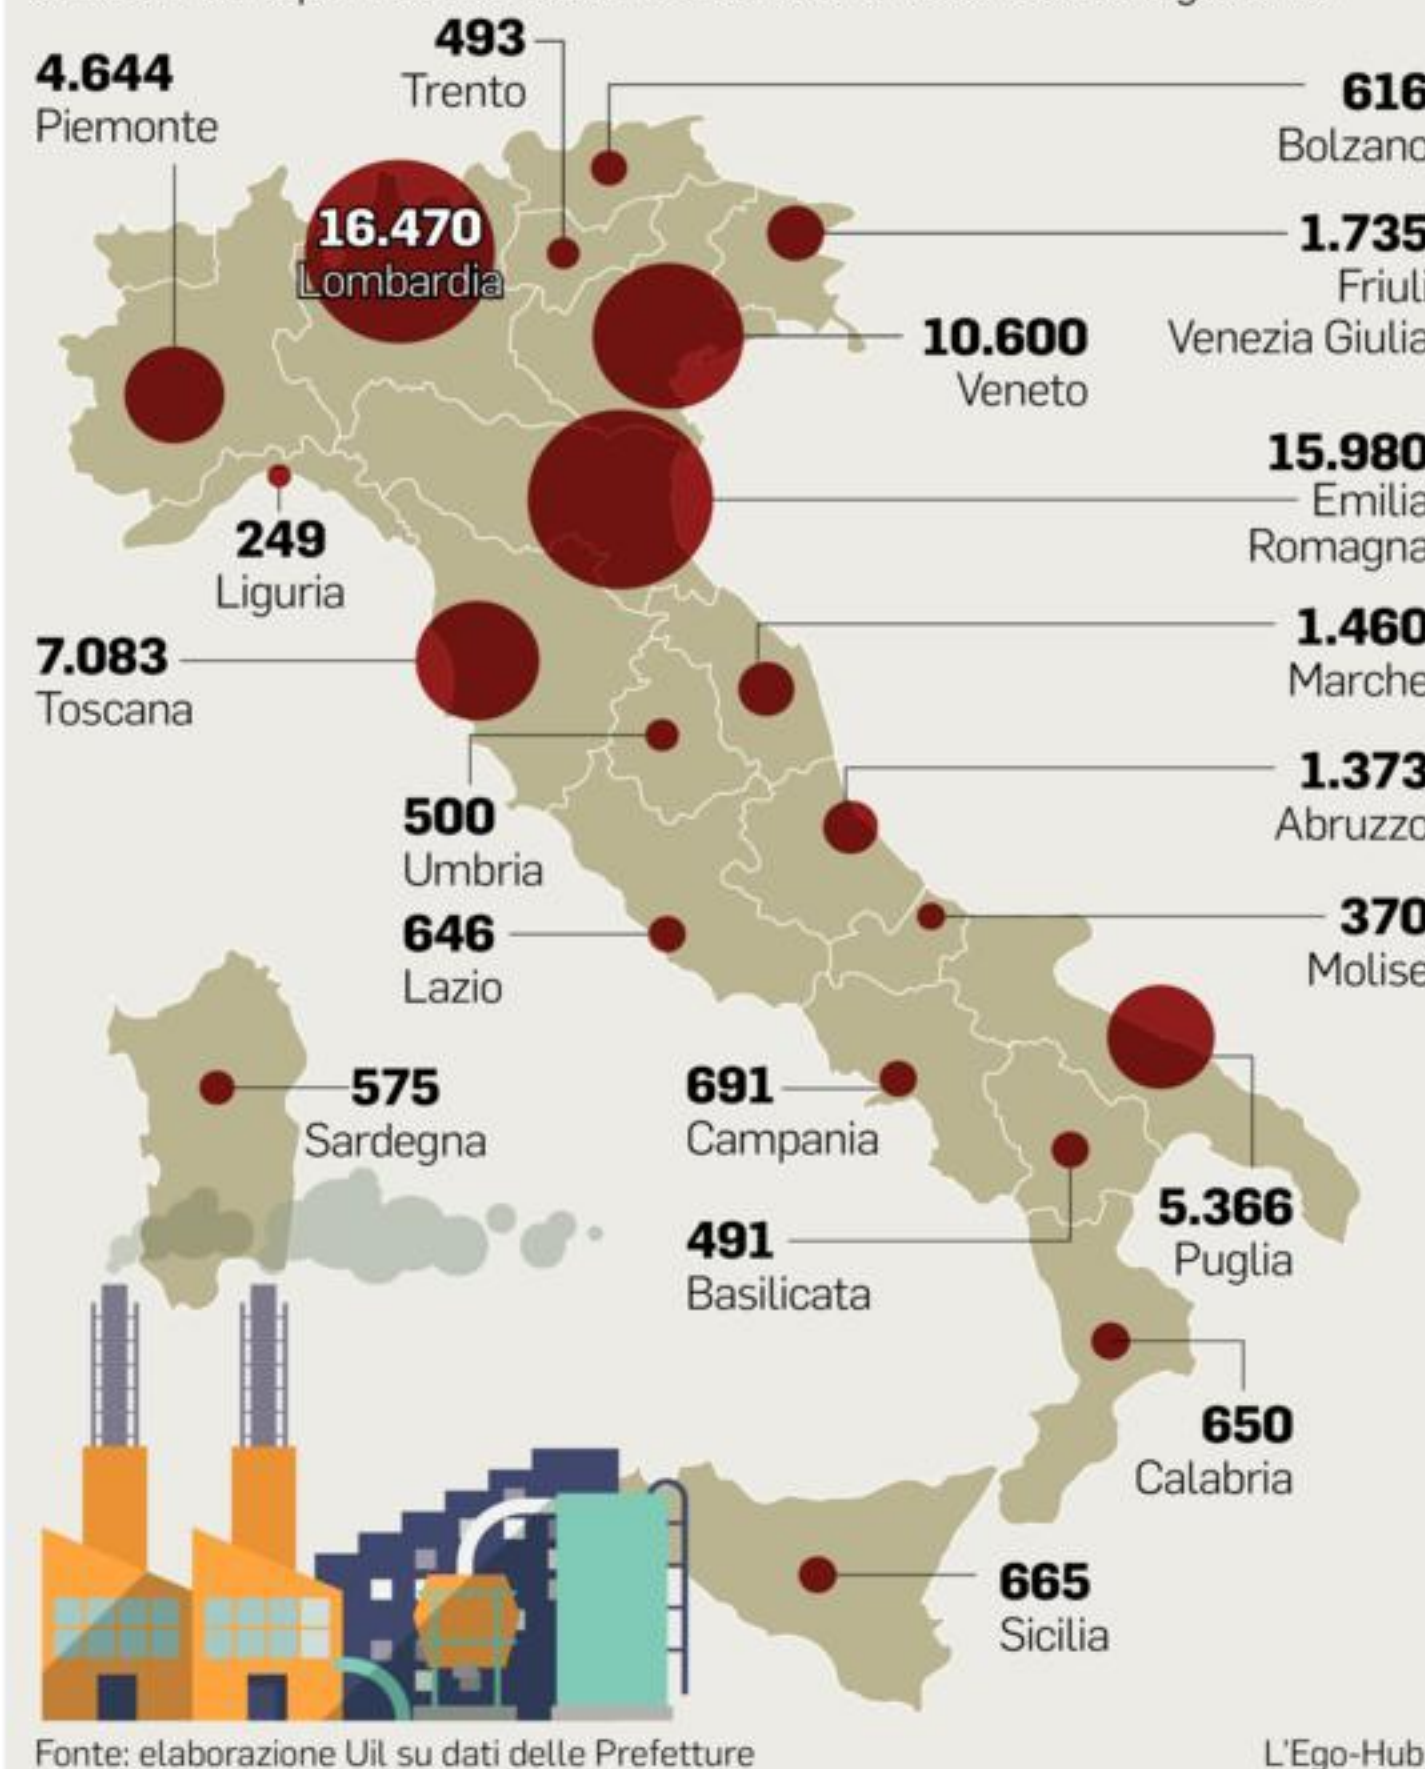 493
Trento
4.644
Piemonte
616
Bolzano
16.470
Lombardia
1.735
Friuli
Venezia Giulia
10.600
Veneto
15.980
Emilia
Romagna
249
Liguria
7.083
Toscana
1.460
Marche
500
Umbria
1.373
Abruzzo
646
Lazio
370
Molise
575
Sardegna
691
Campania
491
Basilicata
5.366
Puglia
650
Calabria
665
Sicilia
Fonte: elaborazione Uil su dati delle Prefetture
L'Ego-Hub